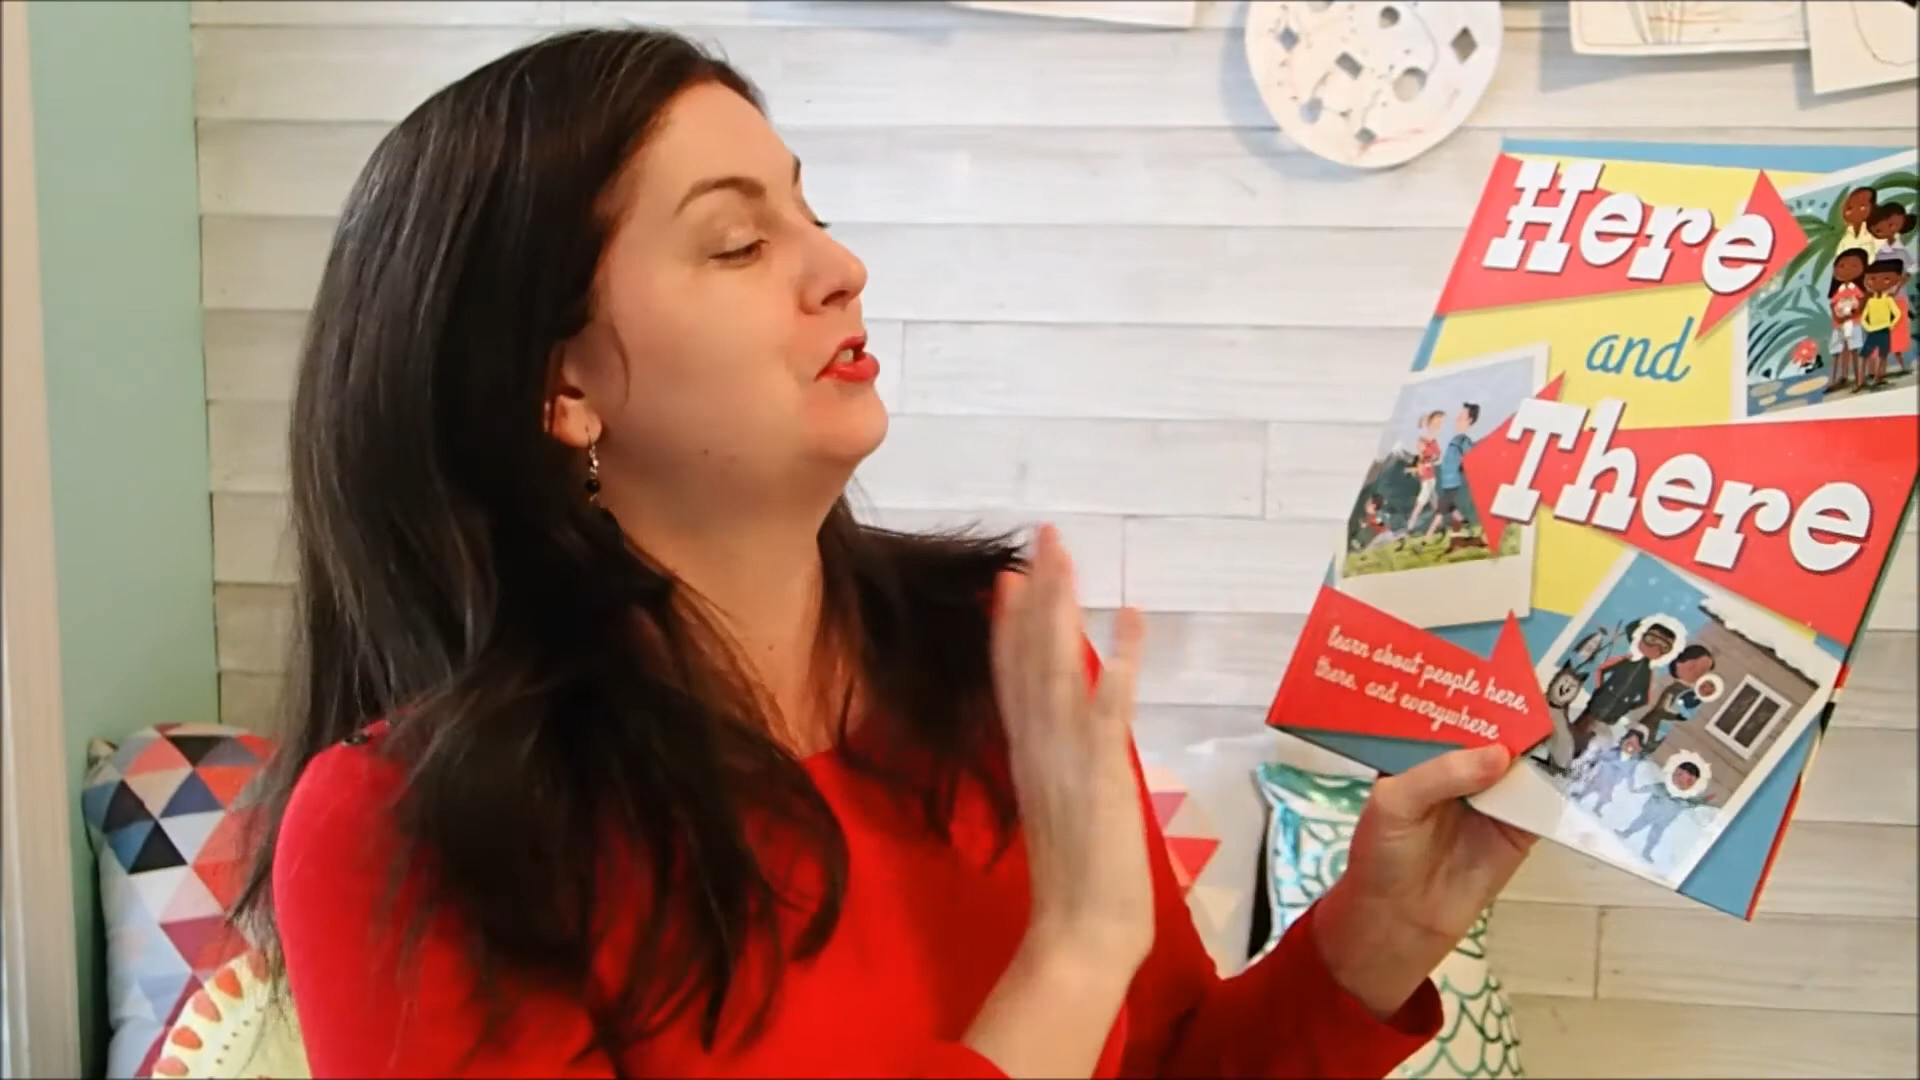 Here
and
There
learn about people here,
there, and everywhere